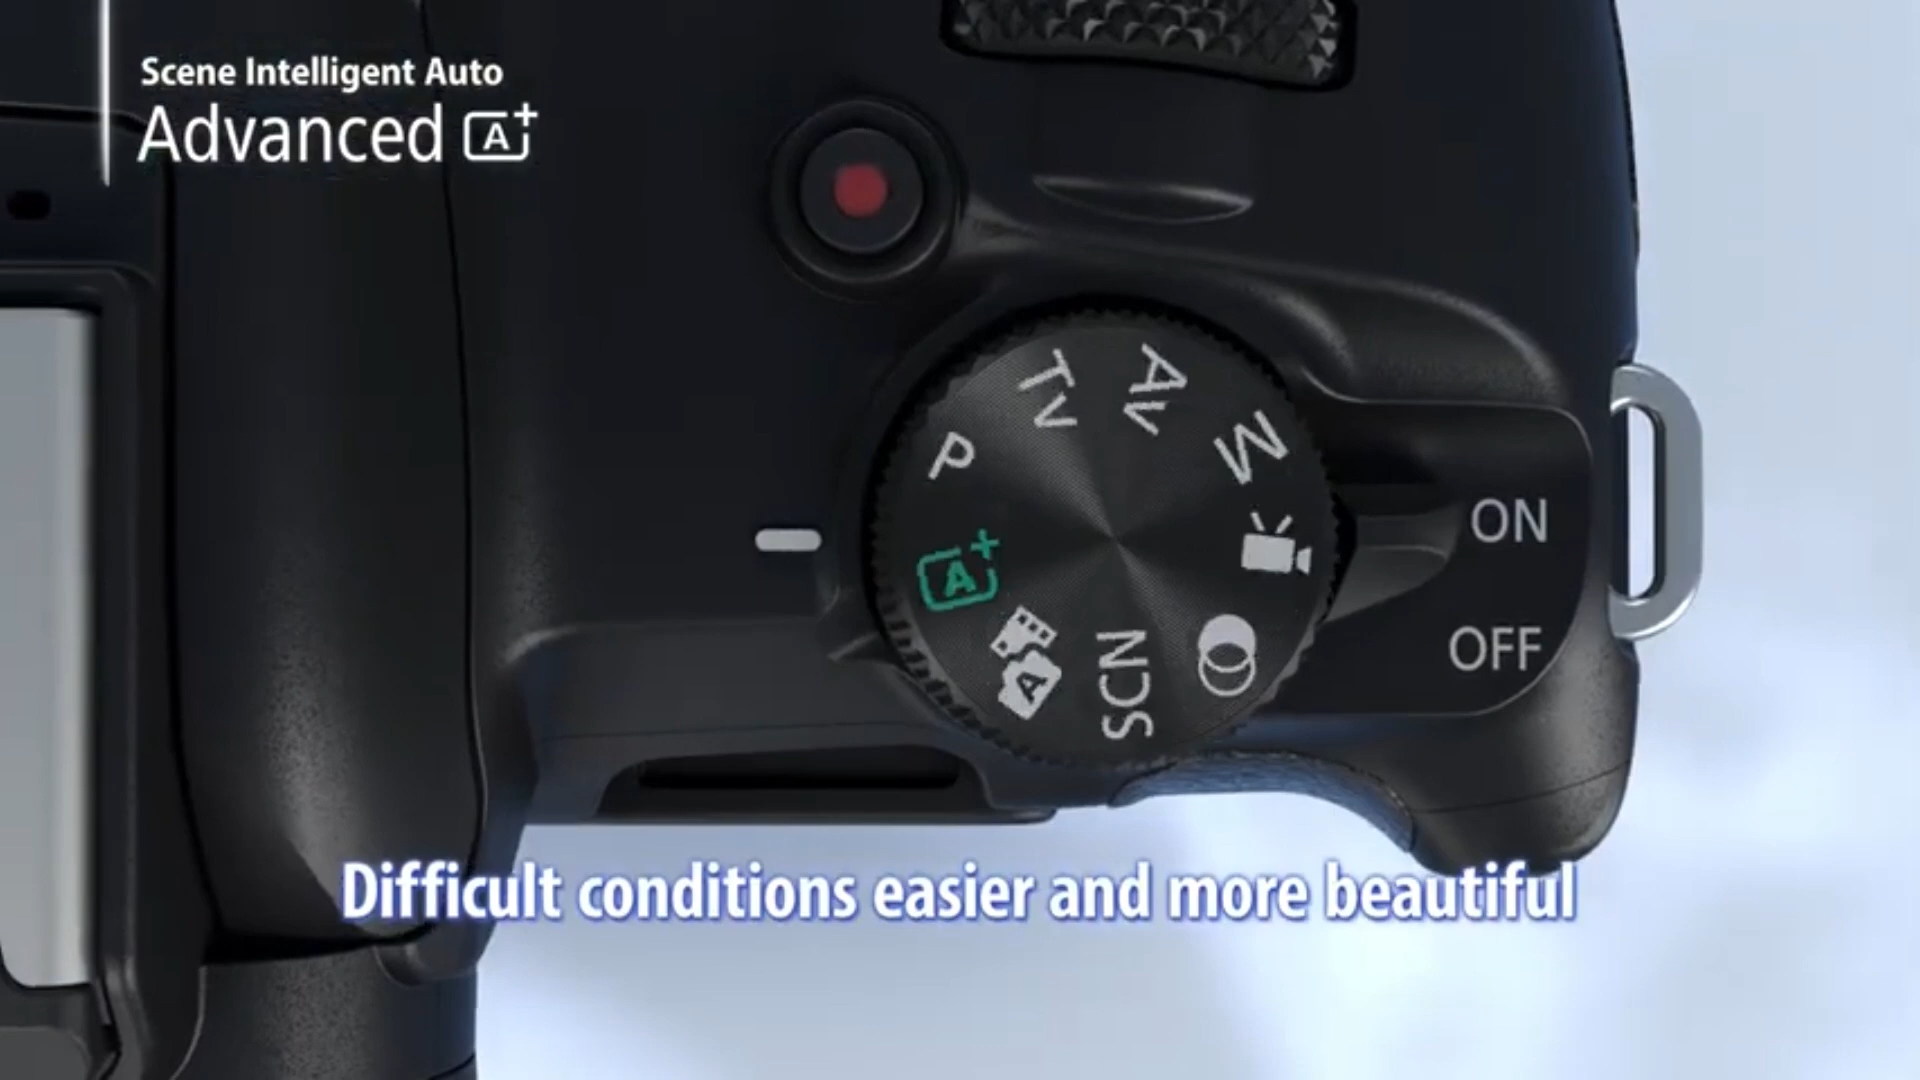 Scene Intelligent Auto
Advanced A+
Tv
Av
M
P
A+
A
SCN
ON
OFF
Difficult conditions easier and more beautiful